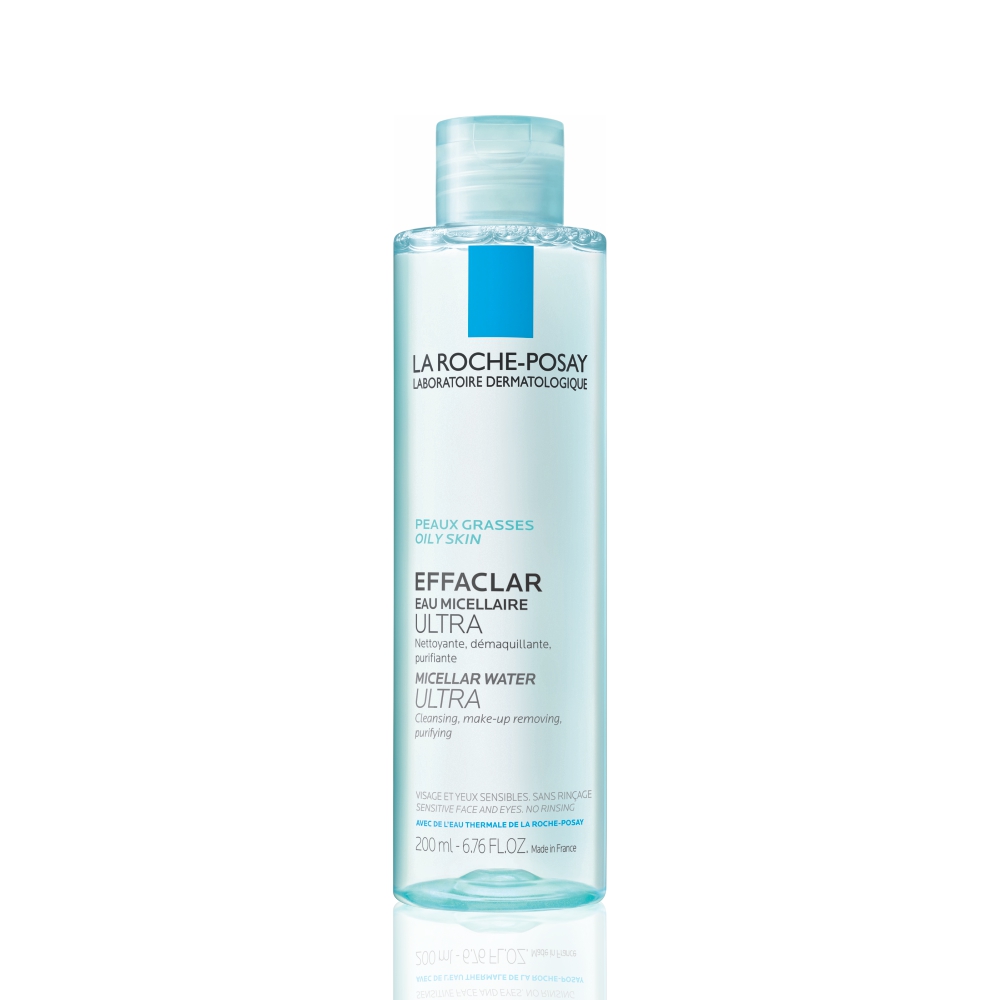 LA ROCHE-POSAY
LABORATOIRE DERMATOLOGIQUE
PEAUX GRASSES
OILY SKIN
EFFACLAR
EAU MICELLAIRE
ULTRA
Nettoyante, démaquillante,
purifiante
MICELLAR WATER
ULTRA
Cleansing, make-up removing,
purifying
VISAGE ET YEUX SENSIBLES. SANS RINÇAGE
SENSITIVE FACE AND EYES. NO RINSING
AVEC DE L'EAU THERMALE DE LA ROCHE-POSAY
200 ml - 6.76 FL.OZ. Made in France